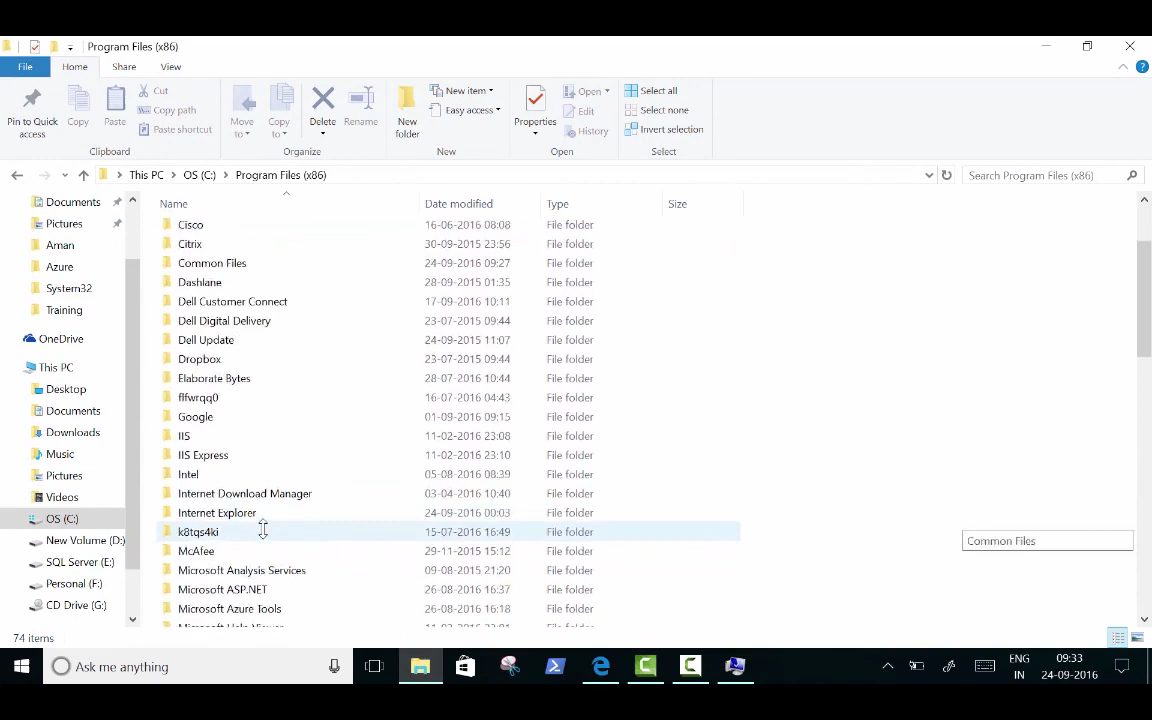 Program Files (x86)
File Home Share View
Pin to Quick access
Copy
Paste
Cut
Copy path
Paste shortcut
Clipboard
Move to
Copy to
Delete
Rename
Organize
New folder
New item
Easy access
New
Properties
Open
Edit
History
Open
Select all
Select none
Invert selection
Select
This PC > OS (C:) > Program Files (x86)
Search Program Files (x86)
Documents
Pictures
Aman
Azure
System32
Training
OneDrive
This PC
Desktop
Documents
Downloads
Music
Pictures
Videos
OS (C:)
New Volume (D:)
SQL Server (E:)
Personal (F:)
CD Drive (G:)
Name Date modified Type Size
Cisco 16-06-2016 08:08 File folder
Citrix 30-09-2015 23:56 File folder
Common Files 24-09-2016 09:27 File folder
Dashlane 28-09-2015 01:35 File folder
Dell Customer Connect 17-09-2016 10:11 File folder
Dell Digital Delivery 23-07-2015 09:44 File folder
Dell Update 24-09-2015 11:07 File folder
Dropbox 23-07-2015 09:44 File folder
Elaborate Bytes 28-07-2016 10:44 File folder
flfwrqq0 16-07-2016 04:43 File folder
Google 01-09-2016 09:15 File folder
IIS 11-02-2016 23:08 File folder
IIS Express 11-02-2016 23:10 File folder
Intel 05-08-2016 08:39 File folder
Internet Download Manager 03-04-2016 10:40 File folder
Internet Explorer 24-09-2016 00:03 File folder
k8tqs4ki 15-07-2016 16:49 File folder
McAfee 29-11-2015 15:12 File folder
Microsoft Analysis Services 09-08-2015 21:20 File folder
Microsoft ASP.NET 26-08-2016 16:37 File folder
Microsoft Azure Tools 26-08-2016 16:18 File folder
Common Files
74 items
Ask me anything
ENG
IN
09:33
24-09-2016